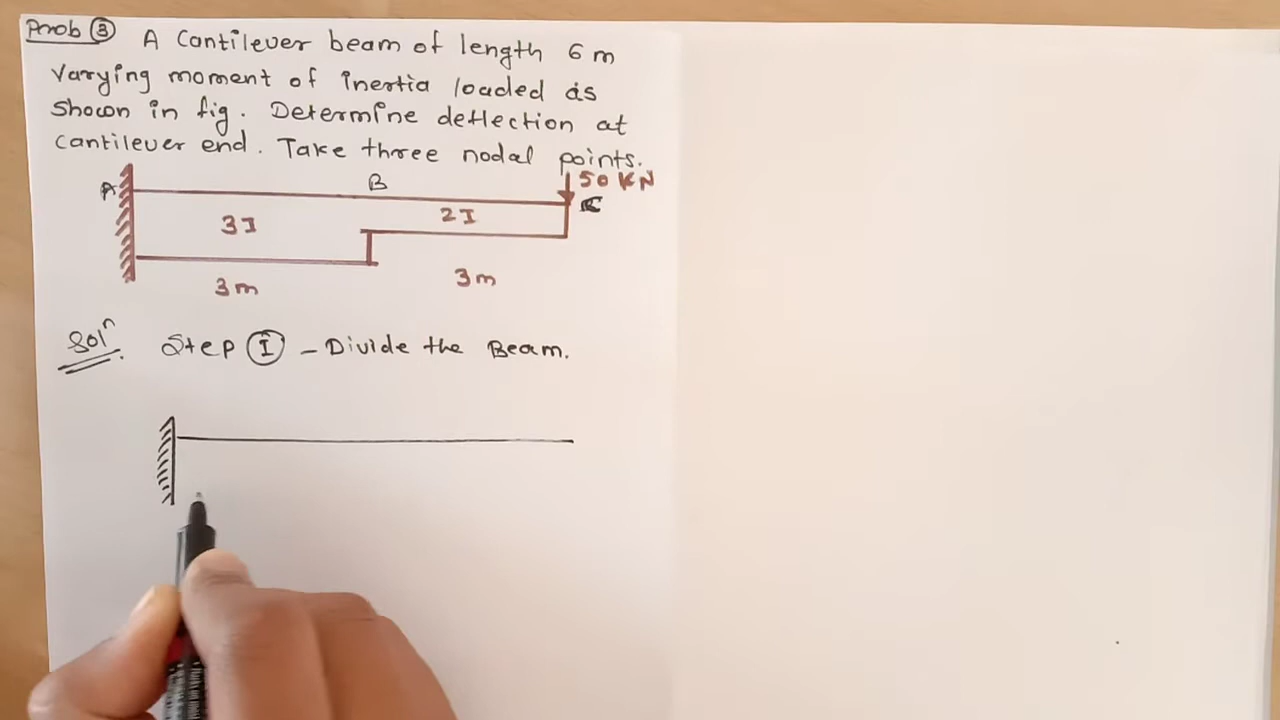 Prob ③ A Cantilever beam of length 6 m
Varying moment of inertia loaded as
Shown in fig. Determine deflection at
Cantilever end. Take three nodal points.
A B 50 KN
C
3I 2I
3m 3m
Solⁿ. Step Ⓘ - Divide the Beam.